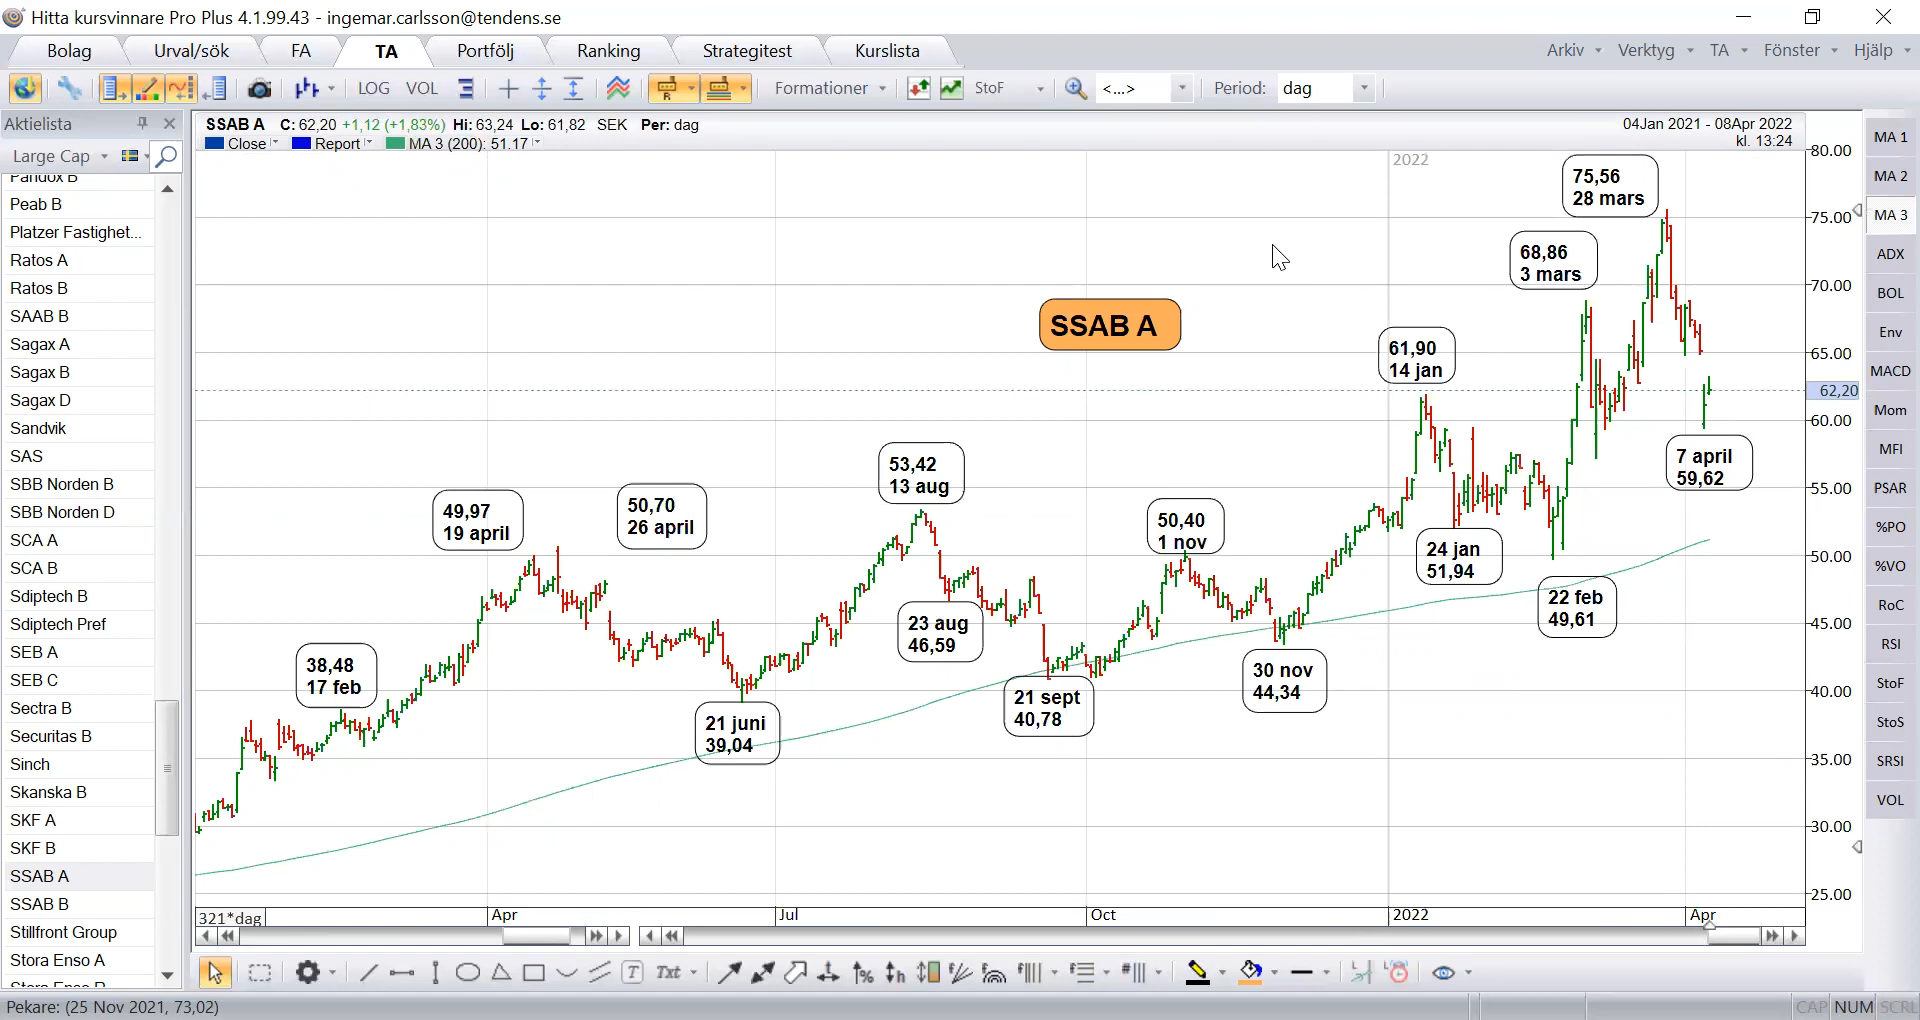 Hitta kursvinnare Pro Plus 4.1.99.43 - ingemar.carlsson@tendens.se
Bolag Urval/sök FA TA Portfölj Ranking Strategitest Kurslista Arkiv Verktyg TA Fönster Hjälp
LOG VOL R Formationer StoF <...> Period: dag
Aktielista
Large Cap
Pandox B
Peab B
Platzer Fastighet...
Ratos A
Ratos B
SAAB B
Sagax A
Sagax B
Sagax D
Sandvik
SAS
SBB Norden B
SBB Norden D
SCA A
SCA B
Sdiptech B
Sdiptech Pref
SEB A
SEB C
Sectra B
Securitas B
Sinch
Skanska B
SKF A
SKF B
SSAB A
SSAB B
Stillfront Group
Stora Enso A
SSAB A C: 62,20 +1,12 (+1,83%) Hi: 63,24 Lo: 61,82 SEK Per: dag
Close Report MA 3 (200): 51.17
04Jan 2021 - 08Apr 2022
kl. 13:24
2022
75,56
28 mars
68,86
3 mars
SSAB A
61,90
14 jan
53,42
13 aug
49,97
19 april
50,70
26 april
50,40
1 nov
7 april
59,62
24 jan
51,94
22 feb
49,61
23 aug
46,59
38,48
17 feb
30 nov
44,34
21 sept
40,78
21 juni
39,04
80.00
75.00
70.00
65.00
62,20
60.00
55.00
50.00
45.00
40.00
35.00
30.00
25.00
321*dag Apr Jul Oct 2022 Apr
MA 1
MA 2
MA 3
ADX
BOL
Env
MACD
Mom
MFI
PSAR
%PO
%VO
RoC
RSI
StoF
StoS
SRSI
VOL
T Txt
Pekare: (25 Nov 2021, 73,02) CAP NUM SCRL